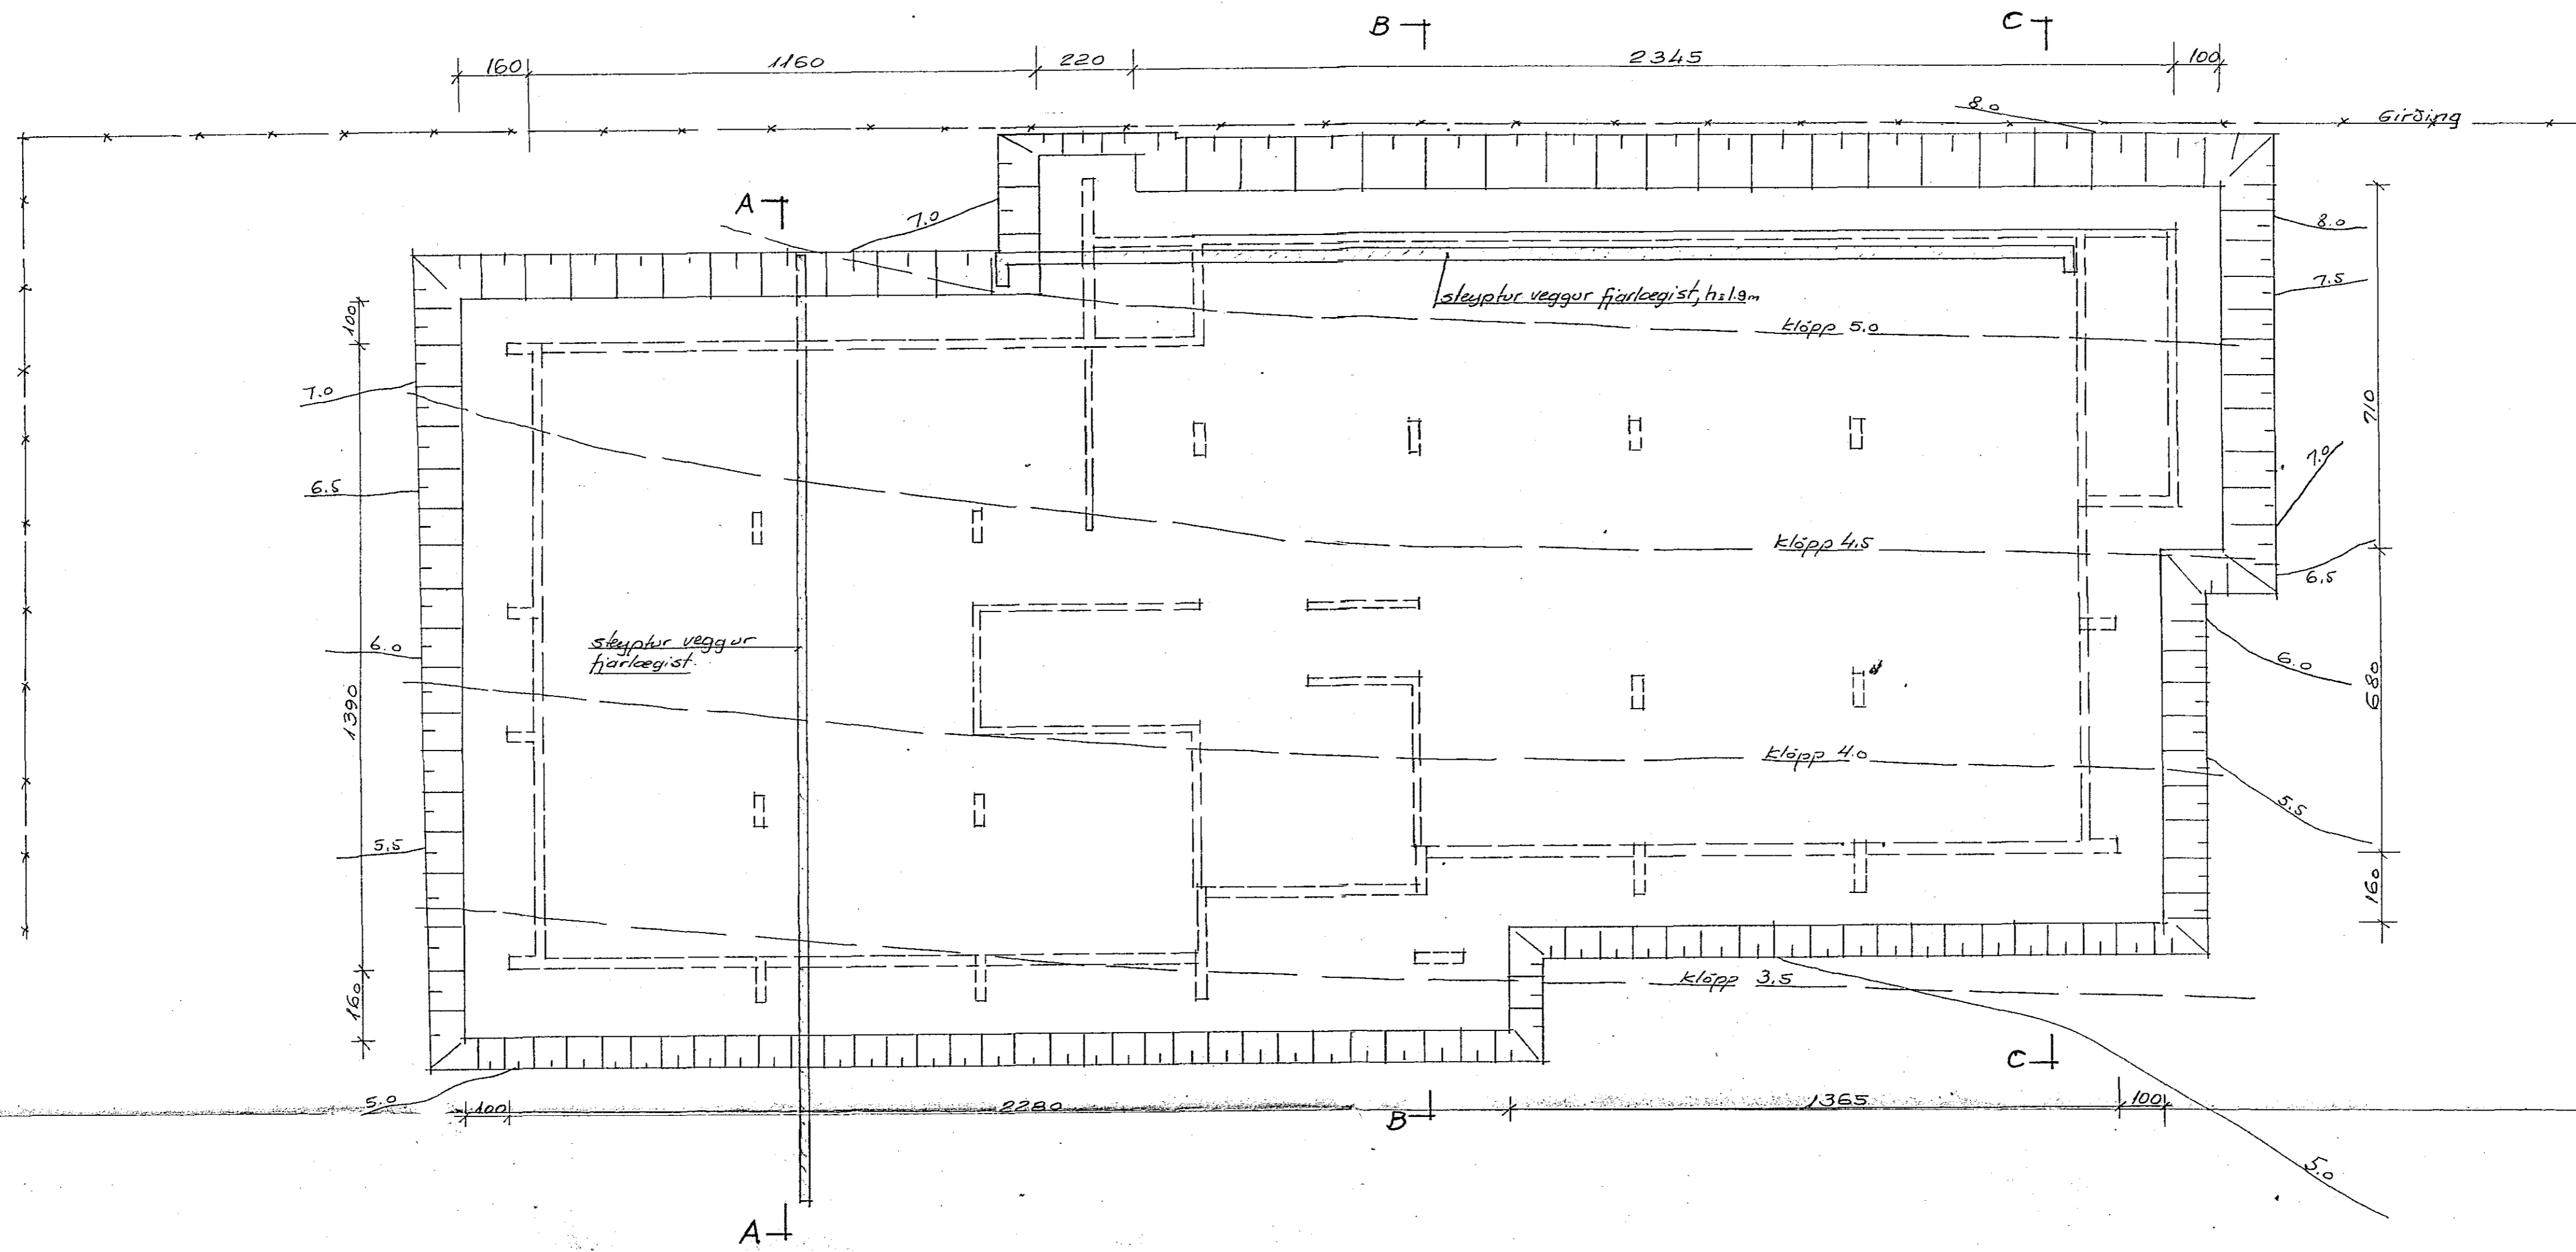 B
C
160
1160
220
2345
100
8.0
Girðing
A
7.0
8.0
7.5
steyptur veggur fjarlægist, h=1.9m
100
klöpp 5.0
7.0
710
7.0
6.5
klöpp 4.5
6.5
6.0
steyptur veggur
fjarlægist.
6.0
680
1390
klöpp 4.0
5.5
5.5
160
klöpp 3.5
160
C
5.0
100
2280
B
1365
100
5.0
A